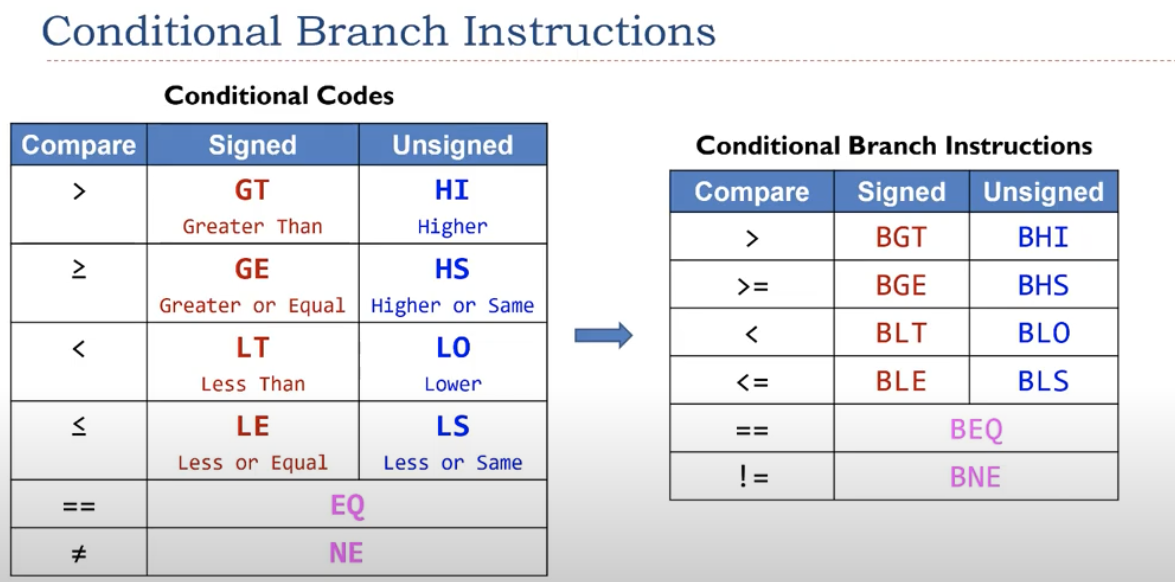 Conditional Branch Instructions
Conditional Codes
Compare Signed Unsigned
> GT HI
Greater Than Higher
≥ GE HS
Greater or Equal Higher or Same
< LT LO
Less Than Lower
≤ LE LS
Less or Equal Less or Same
== EQ
≠ NE
Conditional Branch Instructions
Compare Signed Unsigned
> BGT BHI
>= BGE BHS
< BLT BLO
<= BLE BLS
== BEQ
!= BNE